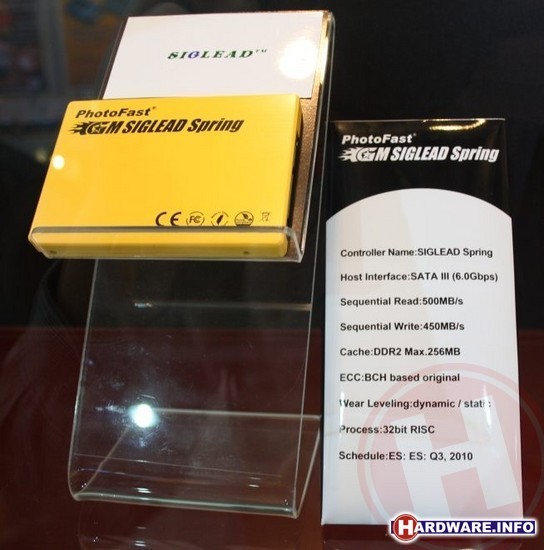 SIGLEAD™
PhotoFast®
GM SIGLEAD Spring
CE FC
PhotoFast®
GM SIGLEAD Spring
Controller Name:SIGLEAD Spring
Host Interface:SATA III (6.0Gbps)
Sequential Read:500MB/s
Sequential Write:450MB/s
Cache:DDR2 Max.256MB
ECC:BCH based original
Wear Leveling:dynamic / static
Process:32bit RISC
Schedule:ES: ES: Q3, 2010
H HARDWARE.INFO